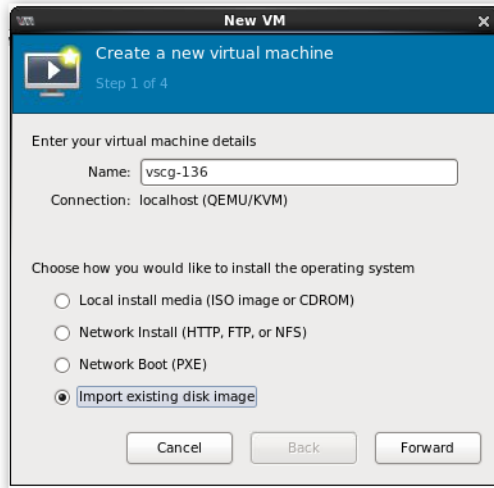 New VM
Create a new virtual machine
Step 1 of 4
Enter your virtual machine details
Name: vscg-136
Connection: localhost (QEMU/KVM)
Choose how you would like to install the operating system
Local install media (ISO image or CDROM)
Network Install (HTTP, FTP, or NFS)
Network Boot (PXE)
Import existing disk image
Cancel Back Forward